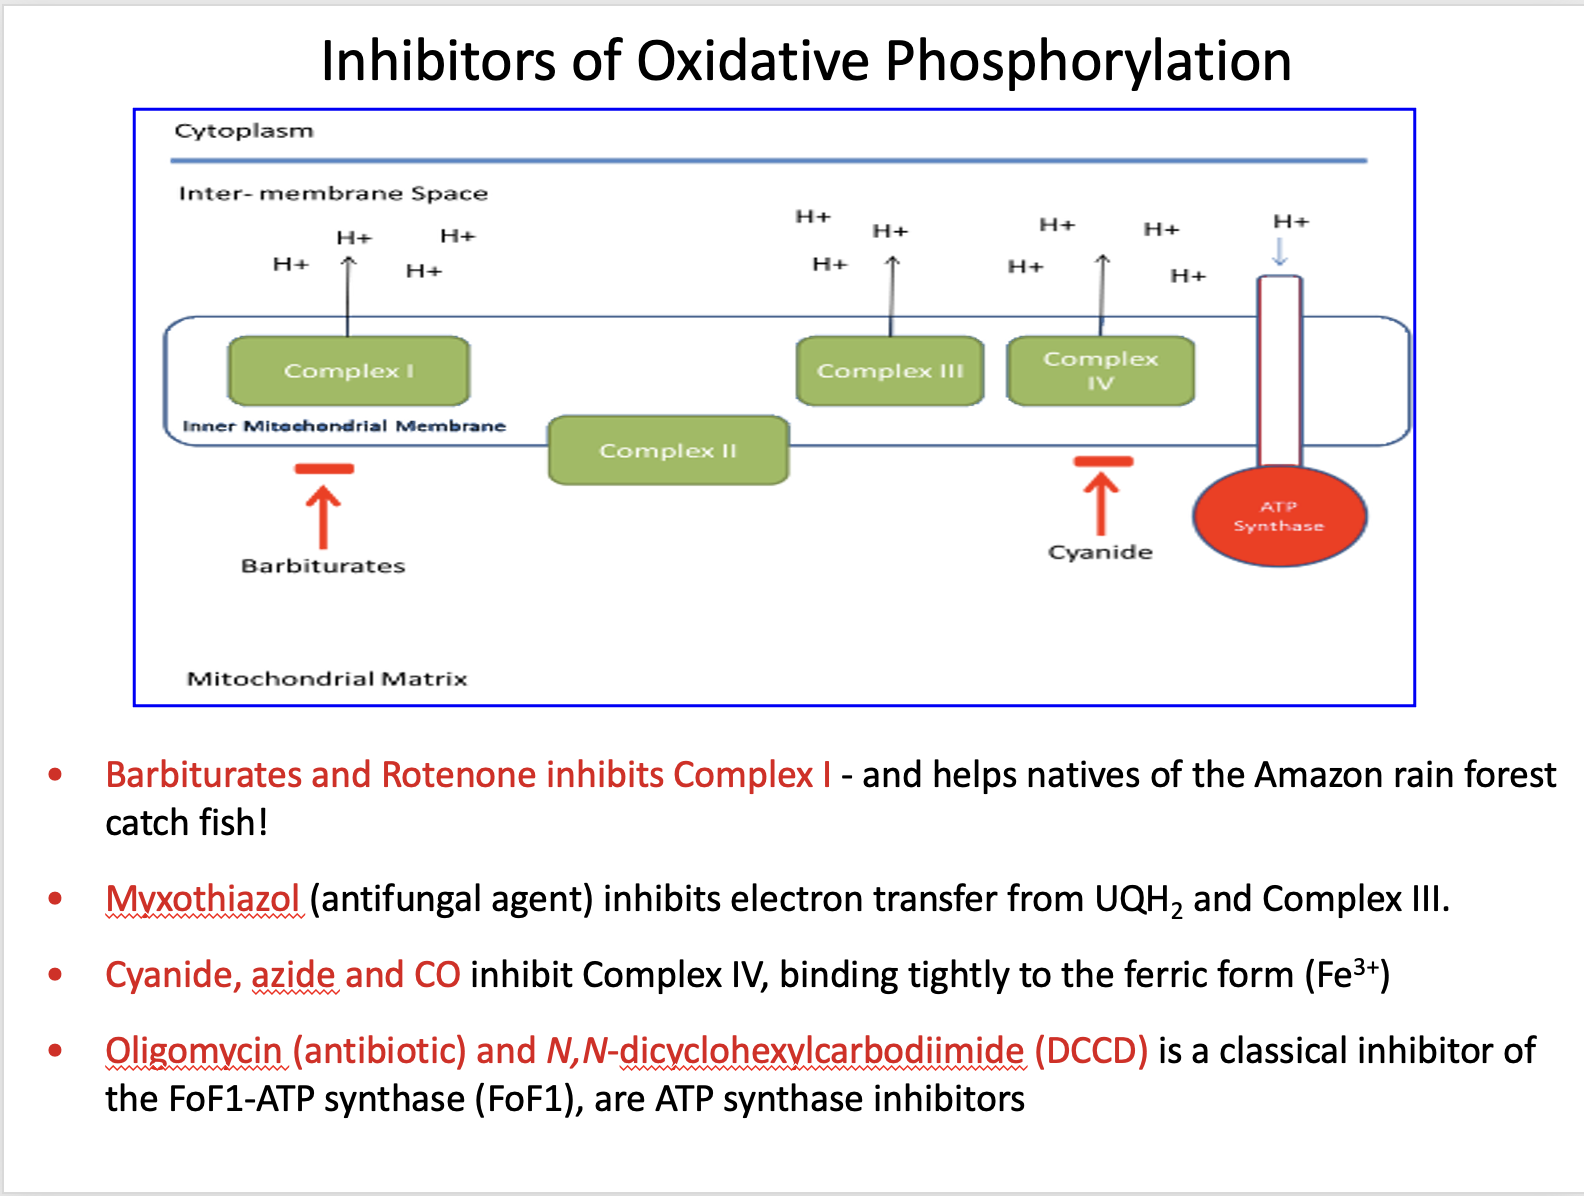 Inhibitors of Oxidative Phosphorylation
Cytoplasm
Inter- membrane Space
H+
H+
H+
H+
H+
H+
H+
H+
H+
H+
H+
H+
Complex I
Complex III
Complex
IV
Inner Mitochondrial Membrane
Complex II
ATP
Synthase
Barbiturates
Cyanide
Mitochondrial Matrix
• Barbiturates and Rotenone inhibits Complex I - and helps natives of the Amazon rain forest
catch fish!
• Myxothiazol (antifungal agent) inhibits electron transfer from UQH₂ and Complex III.
• Cyanide, azide and CO inhibit Complex IV, binding tightly to the ferric form (Fe³⁺)
• Oligomycin (antibiotic) and N,N-dicyclohexylcarbodiimide (DCCD) is a classical inhibitor of
the FoF1-ATP synthase (FoF1), are ATP synthase inhibitors